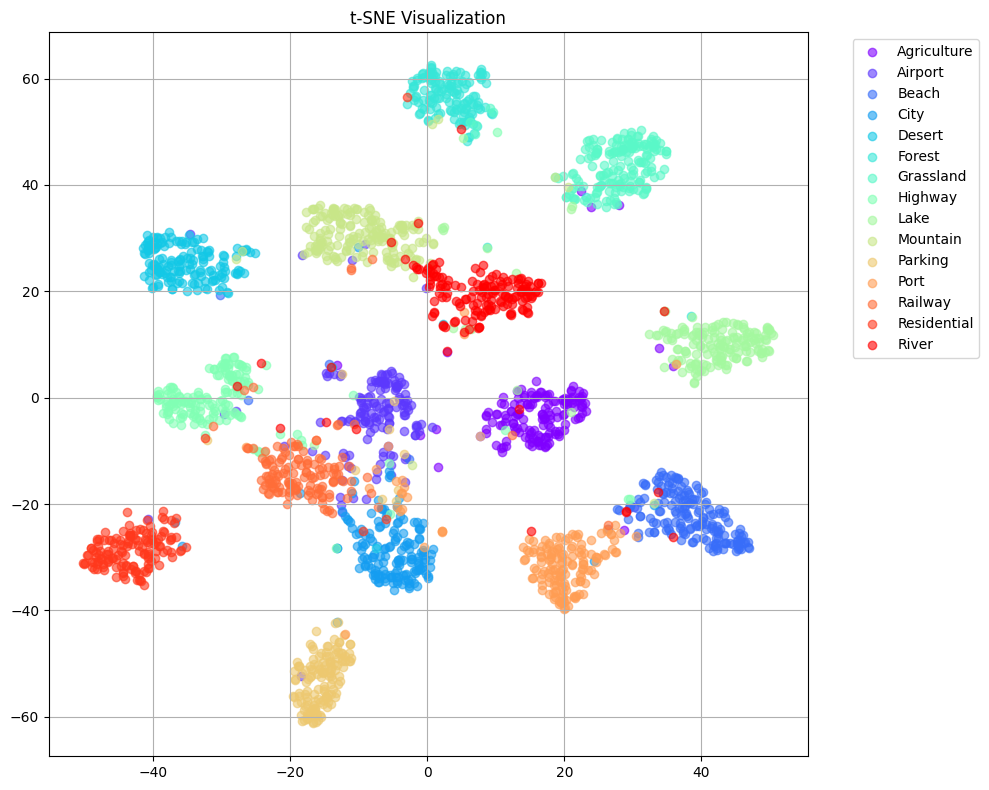 t-SNE Visualization
Agriculture
Airport
Beach
City
Desert
Forest
Grassland
Highway
Lake
Mountain
Parking
Port
Railway
Residential
River
60
40
20
0
−20
−40
−60
−40 −20 0 20 40